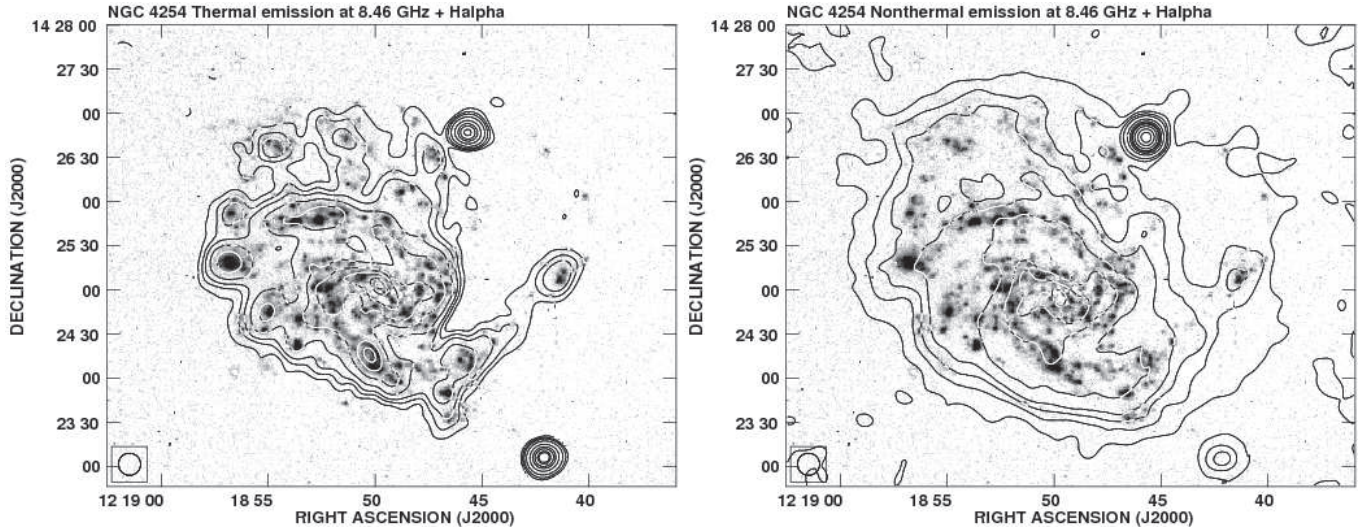 NGC 4254 Thermal emission at 8.46 GHz + Halpha
14 28 00
27 30
00
26 30
00
25 30
00
24 30
00
23 30
00
DECLINATION (J2000)
12 19 00
18 55
50
45
40
RIGHT ASCENSION (J2000)
NGC 4254 Nonthermal emission at 8.46 GHz + Halpha
14 28 00
27 30
00
26 30
00
25 30
00
24 30
00
23 30
00
DECLINATION (J2000)
12 19 00
18 55
50
45
40
RIGHT ASCENSION (J2000)